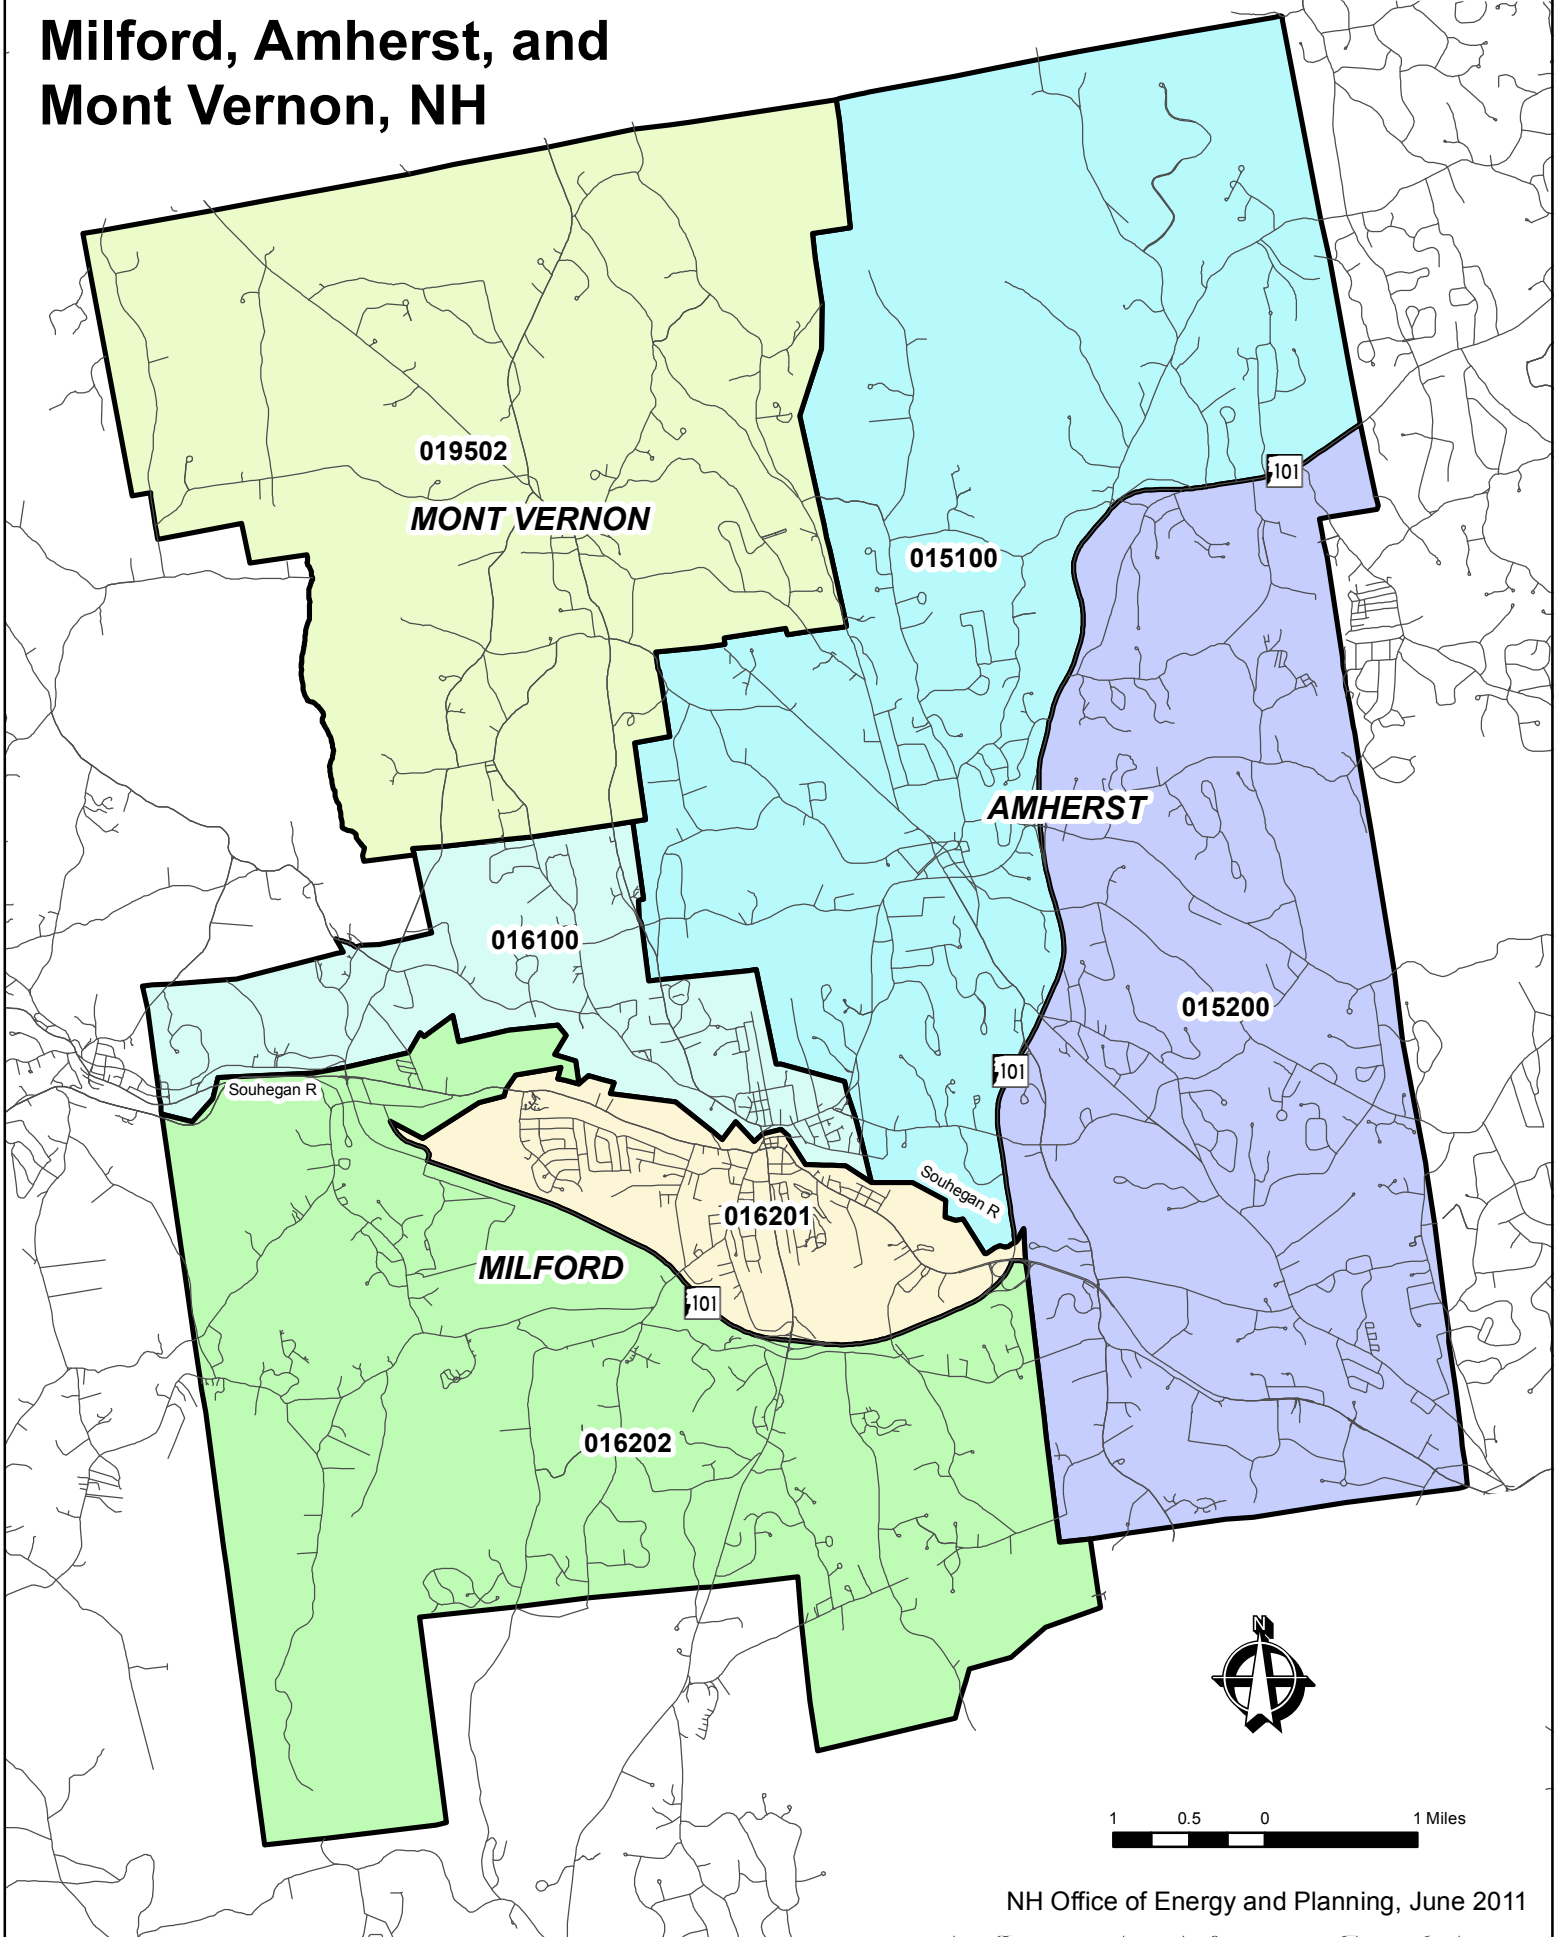 Milford, Amherst, and
Mont Vernon, NH
019502
MONT VERNON
101
015100
AMHERST
016100
015200
101
Souhegan R
Souhegan R
016201
MILFORD
101
016202
N
1 0.5 0 1 Miles
NH Office of Energy and Planning, June 2011